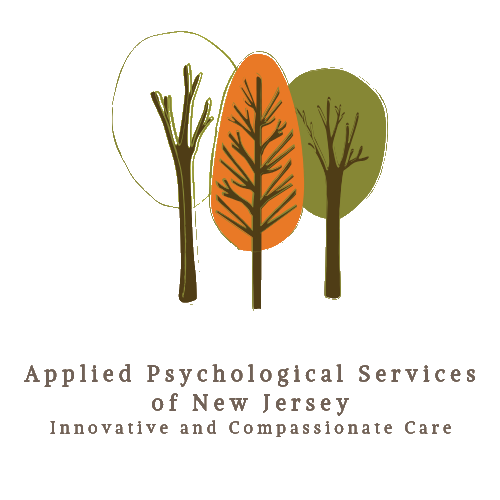 Applied Psychological Services
of New Jersey
Innovative and Compassionate Care